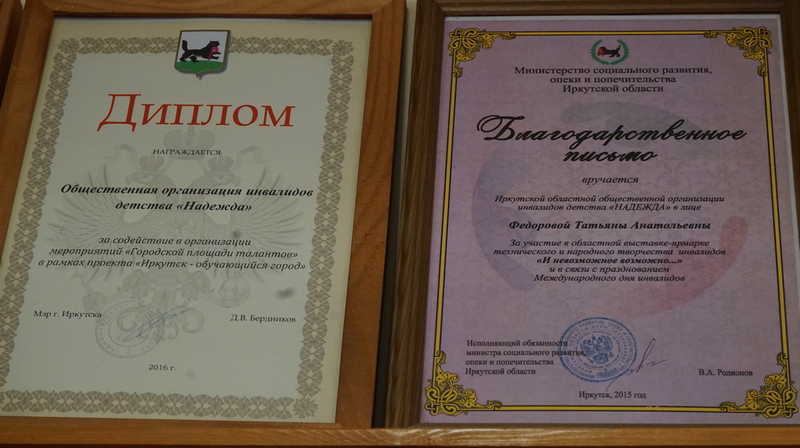 Диплом
НАГРАЖДАЕТСЯ
Общественная организация инвалидов
детства «Надежда»
за содействие в организации
мероприятий «Городской площади талантов»
в рамках проекта «Иркутск - обучающийся город»
Мэр г. Иркутска
Д.В. Бердников
2016 г.
Министерство социального развития,
опеки и попечительства
Иркутской области
Благодарственное
письмо
вручается
Иркутской областной общественной организации
инвалидов детства «НАДЕЖДА» в лице
Федоровой Татьяны Анатольевны
За участие в областной выставке-ярмарке
технического и народного творчества инвалидов
«И невозможное возможно...»
и в связи с празднованием
Международного дня инвалидов
Исполняющий обязанности
министра социального развития,
опеки и попечительства
Иркутской области
В.А. Родионов
Иркутск, 2015 год